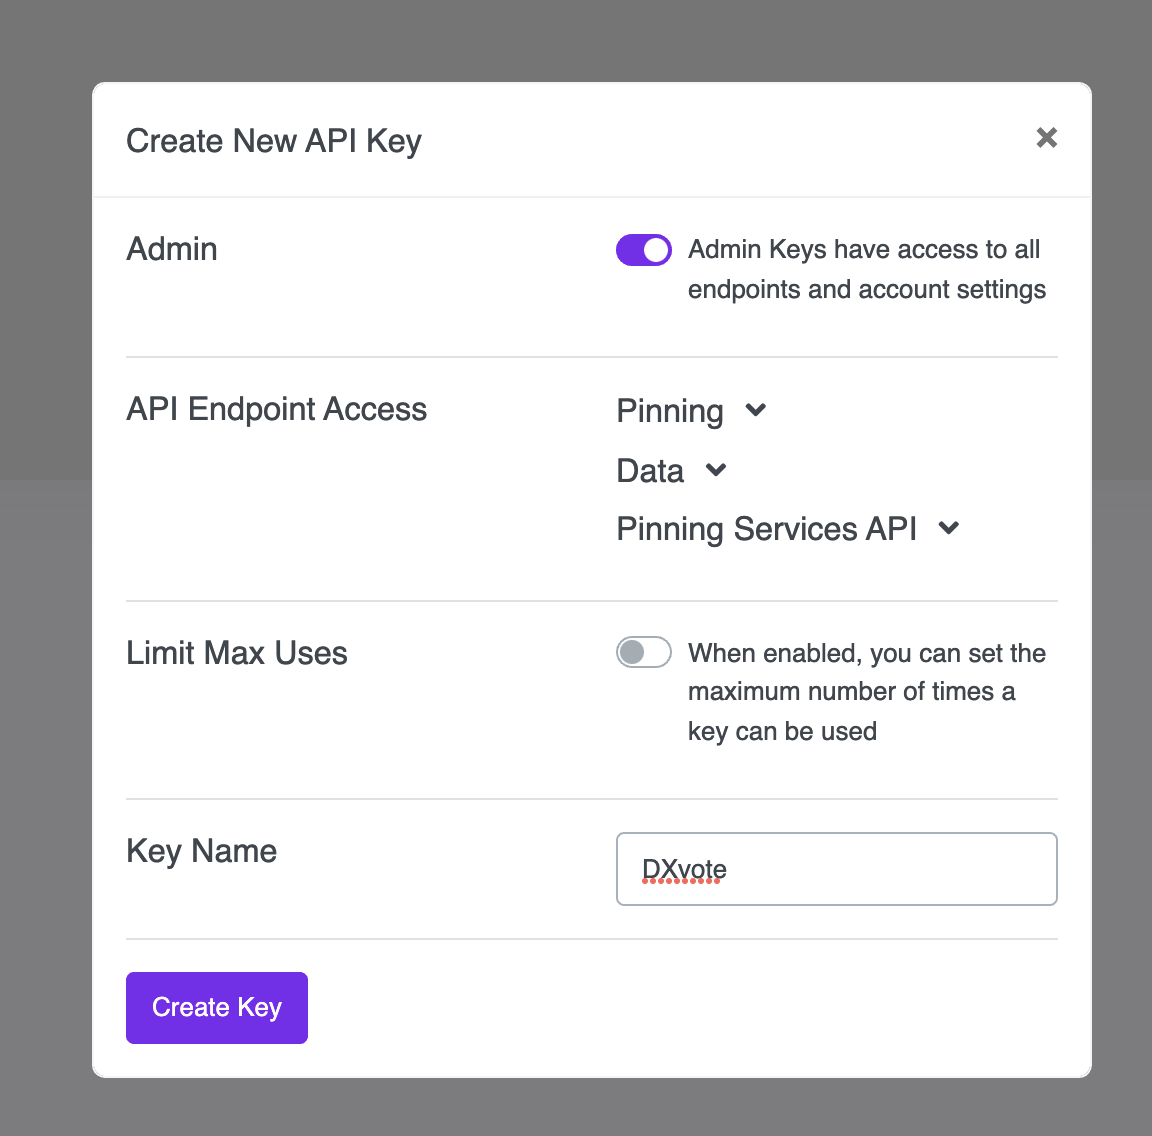 Create New API Key
Admin
Admin Keys have access to all
endpoints and account settings
API Endpoint Access
Pinning
Data
Pinning Services API
Limit Max Uses
When enabled, you can set the
maximum number of times a
key can be used
Key Name
DXvote
Create Key